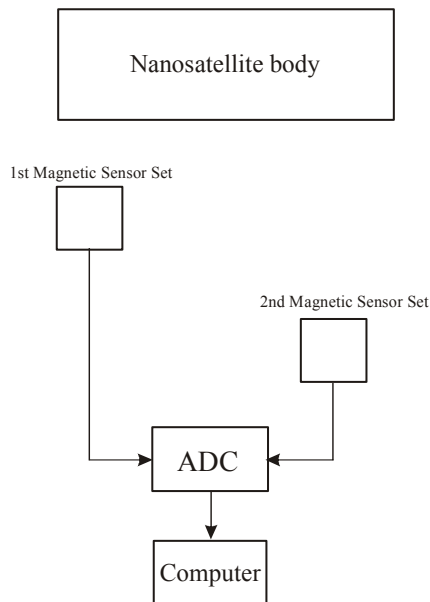 Nanosatellite body
1st Magnetic Sensor Set
2nd Magnetic Sensor Set
ADC
Computer